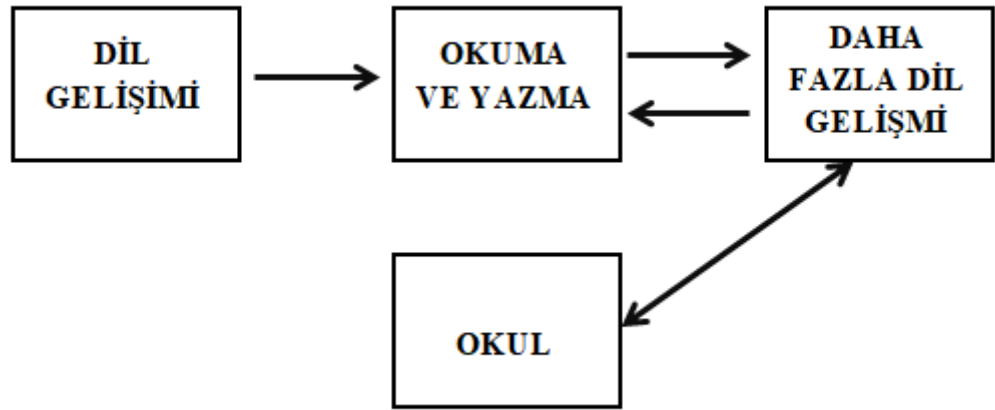 DİL
GELİŞİMİ
OKUMA
VE YAZMA
DAHA
FAZLA DİL
GELİŞMİ
OKUL